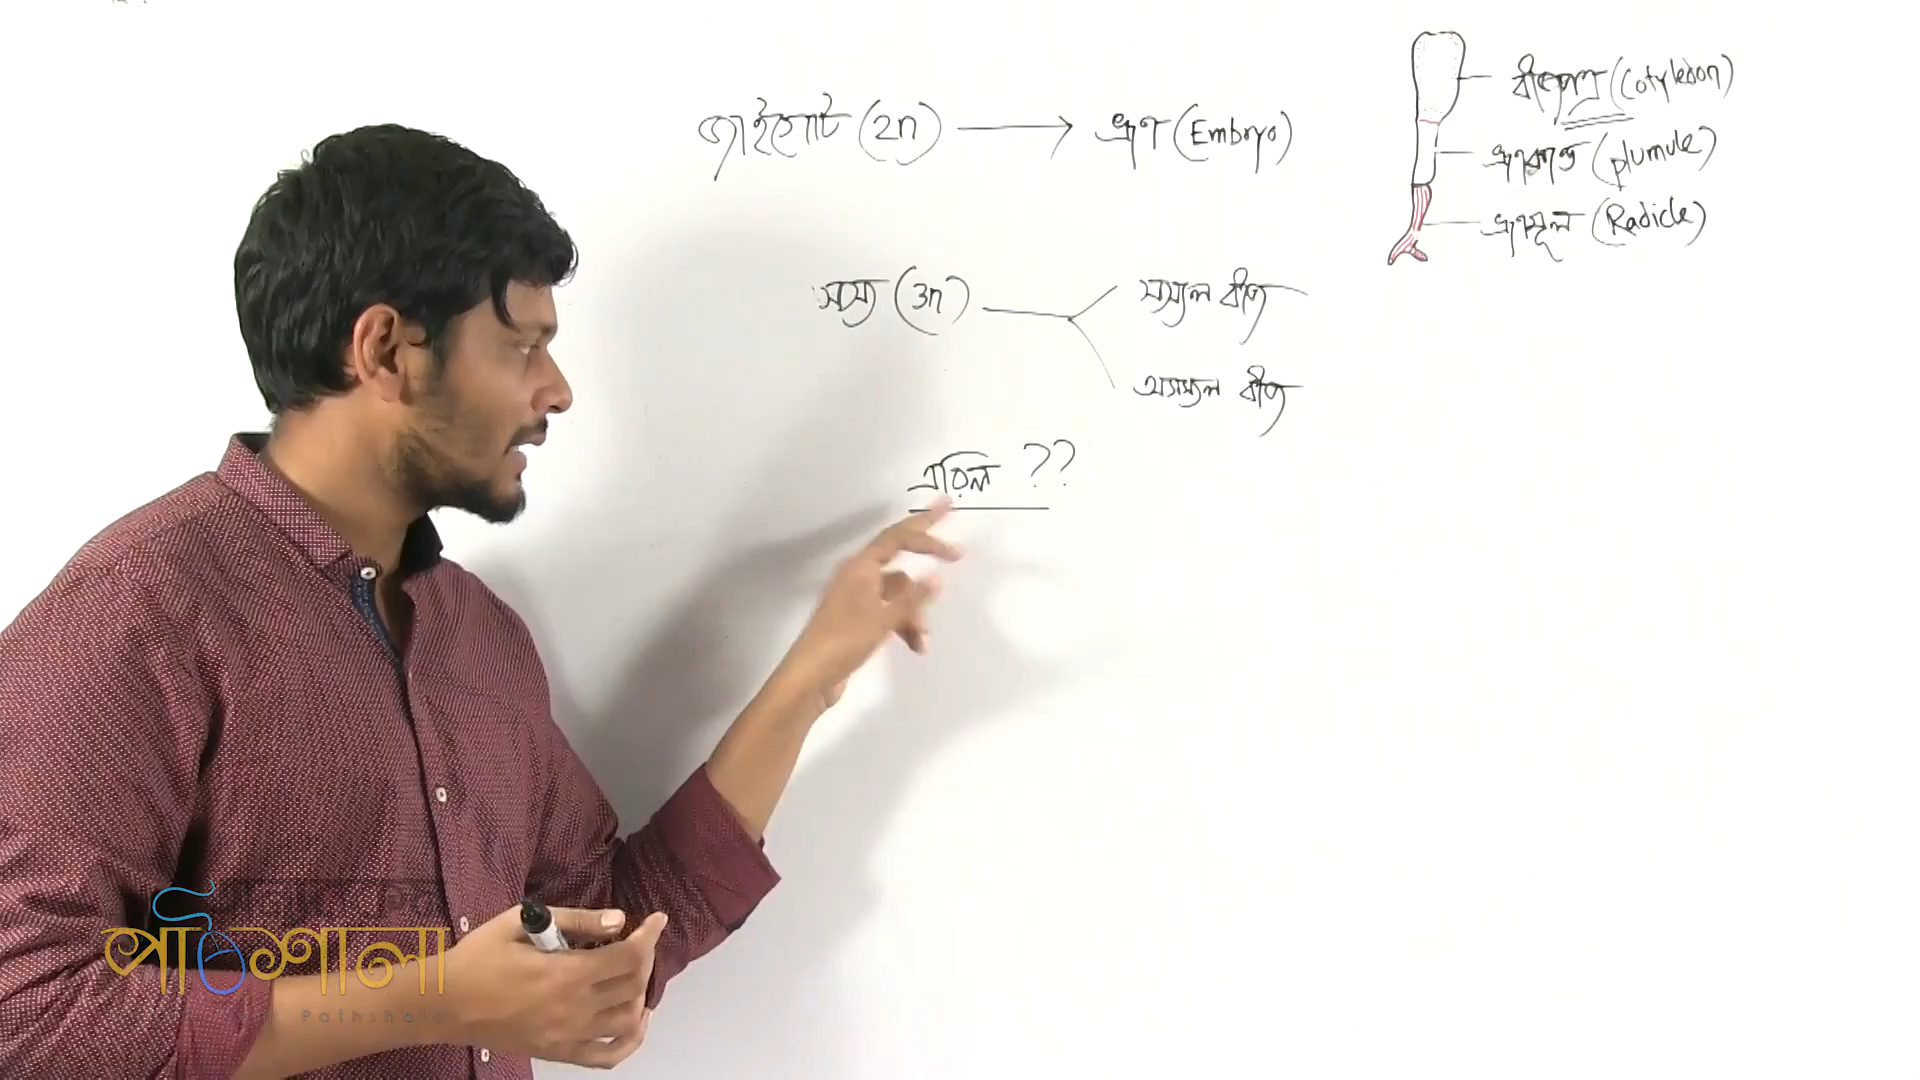 জাইগোট (2n) → ভ্রূণ (Embryo)
বীজপত্র (Cotyledon)
ভ্রূণকান্ড (plumule)
ভ্রূণমূল (Radicle)
সস্য (3n)
সস্যল বীজ
অসস্যল বীজ
এরিল ??
পাঠশালা
Pathshala